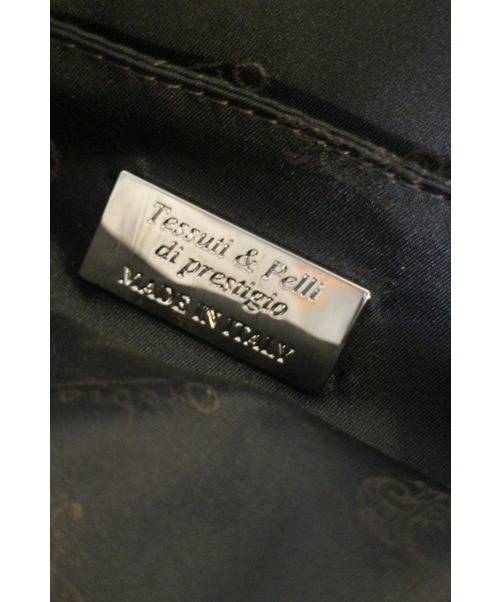 Tessuti & Pelli
di prestigio
MADE IN ITALY